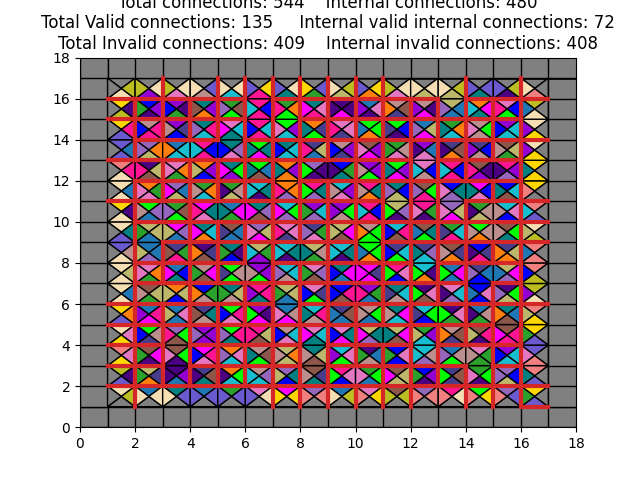 Total connections: 544    Internal connections: 480
Total Valid connections: 135     Internal valid internal connections: 72
Total Invalid connections: 409    Internal invalid connections: 408
18
16
14
12
10
8
6
4
2
0
0 2 4 6 8 10 12 14 16 18